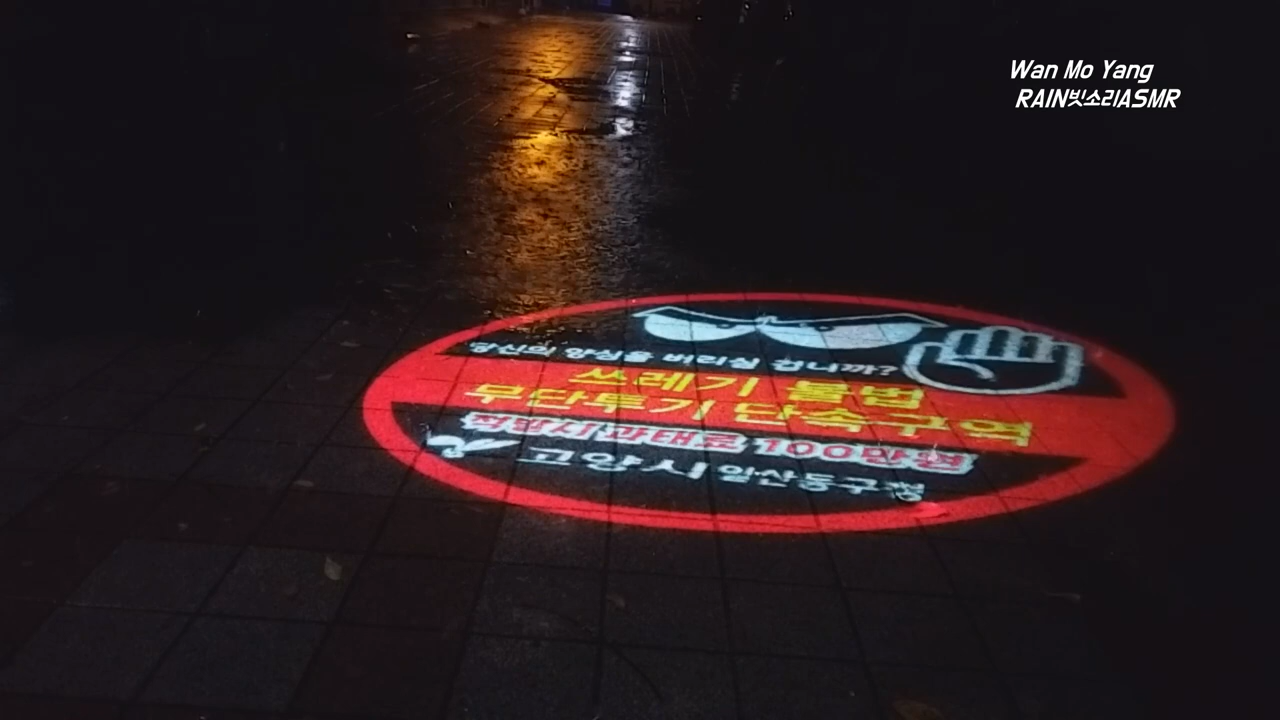 Wan Mo Yang
RAIN빗소리ASMR
당신의 양심을 버리실 겁니까?
쓰레기 불법
무단투기 단속구역
적발시 과태료 100만원
고양시 일산동구청